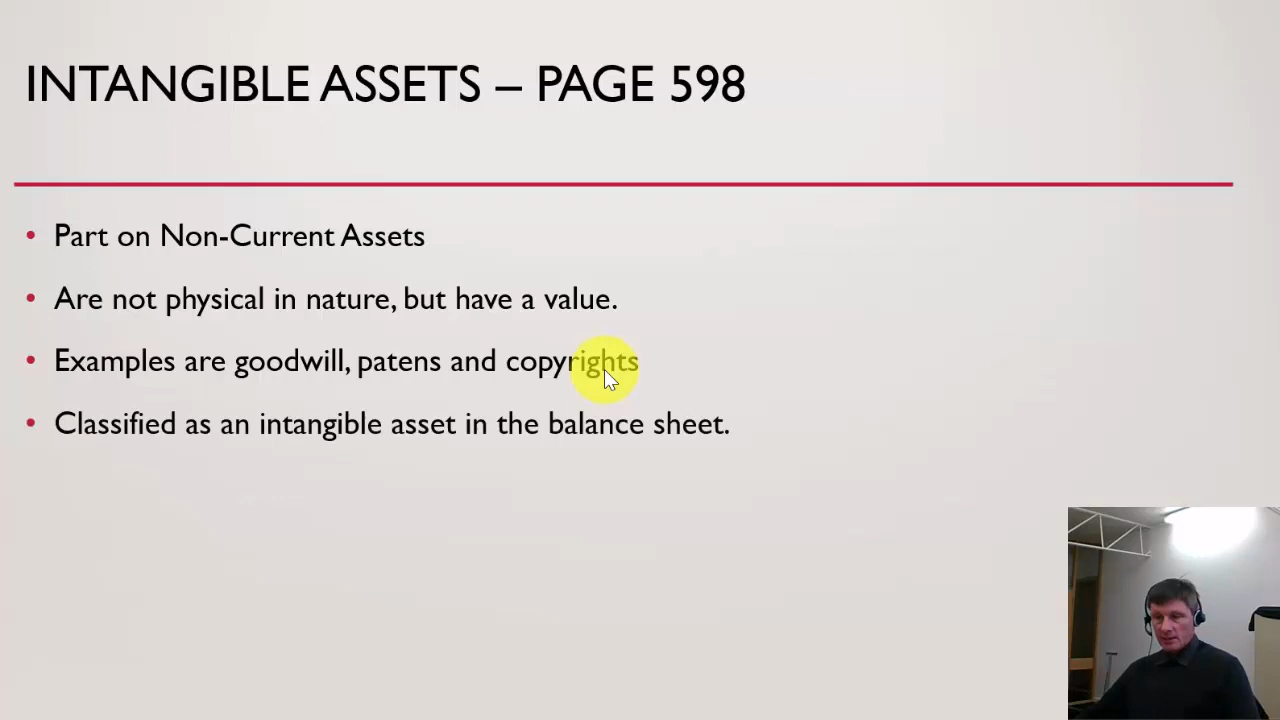 INTANGIBLE ASSETS – PAGE 598
• Part on Non-Current Assets
• Are not physical in nature, but have a value.
• Examples are goodwill, patens and copyrights
• Classified as an intangible asset in the balance sheet.